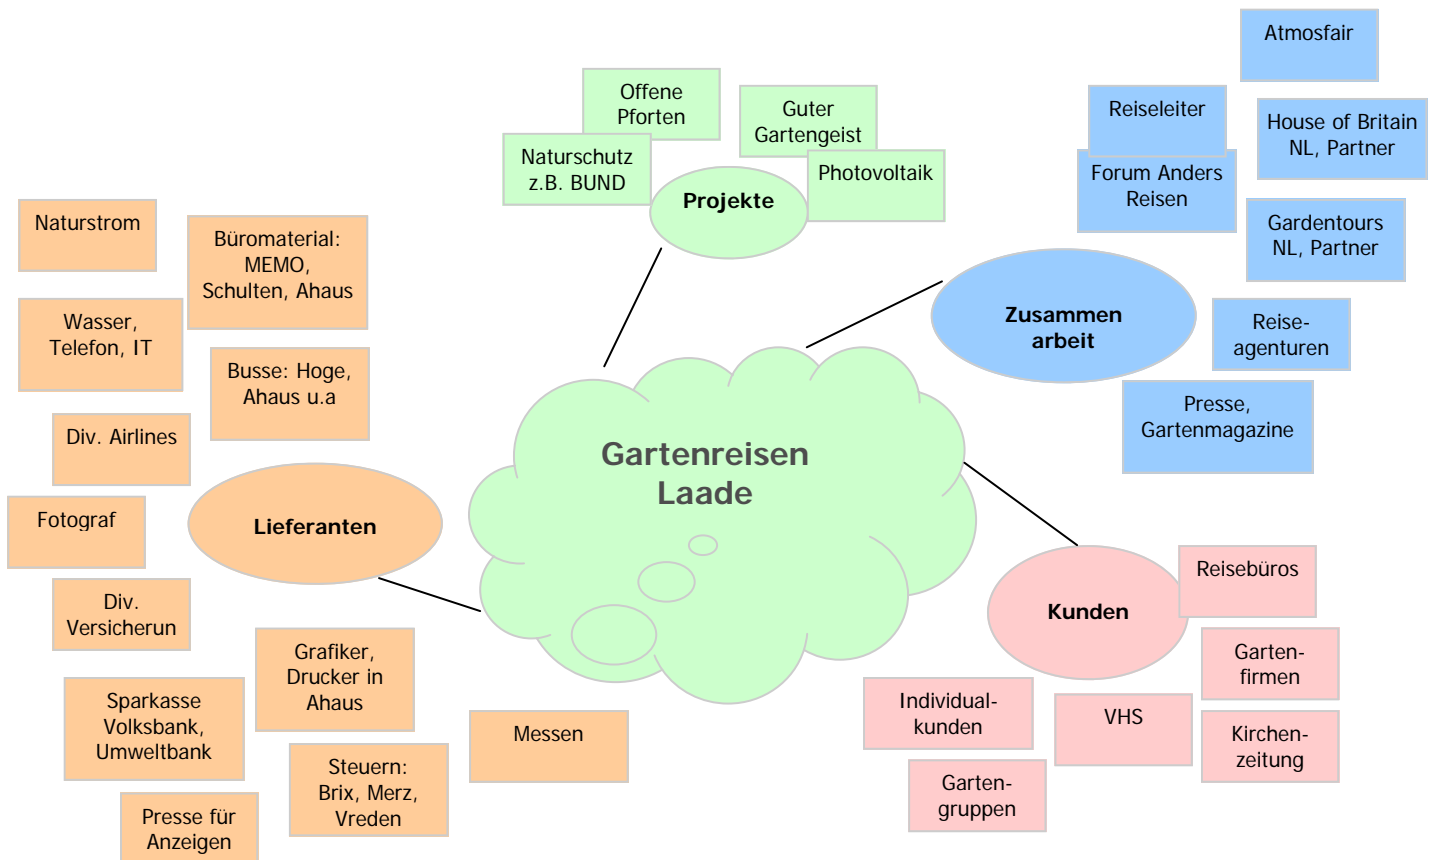 Atmosfair
Offene
Pforten
Guter
Gartengeist
Reiseleiter
House of Britain
NL, Partner
Naturschutz
z.B. BUND
Photovoltaik
Forum Anders
Reisen
Projekte
Naturstrom
Büromaterial:
MEMO,
Schulten, Ahaus
Gardentours
NL, Partner
Wasser,
Telefon, IT
Zusammen
arbeit
Reise-
agenturen
Busse: Hoge,
Ahaus u.a
Presse,
Gartenmagazine
Div. Airlines
Gartenreisen
Laade
Fotograf
Lieferanten
Reisebüros
Div.
Versicherun
Kunden
Grafiker,
Drucker in
Ahaus
Garten-
firmen
Sparkasse
Volksbank,
Umweltbank
Individual-
kunden
VHS
Messen
Kirchen-
zeitung
Steuern:
Brix, Merz,
Vreden
Garten-
gruppen
Presse für
Anzeigen